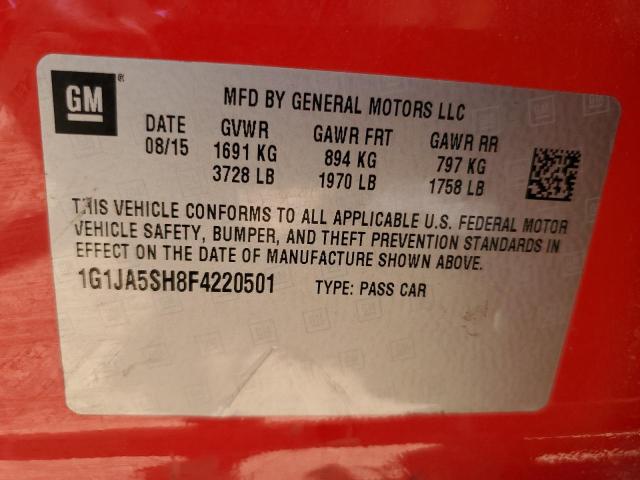 GM
®
MFD BY GENERAL MOTORS LLC
DATE GVWR GAWR FRT GAWR RR
08/15 1691 KG 894 KG 797 KG
3728 LB 1970 LB 1758 LB
THIS VEHICLE CONFORMS TO ALL APPLICABLE U.S. FEDERAL MOTOR
VEHICLE SAFETY, BUMPER, AND THEFT PREVENTION STANDARDS IN
EFFECT ON THE DATE OF MANUFACTURE SHOWN ABOVE.
1G1JA5SH8F4220501 TYPE: PASS CAR